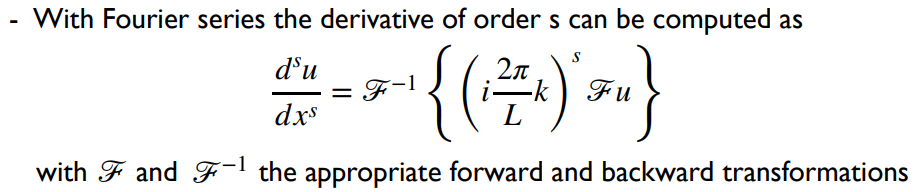 - With Fourier series the derivative of order s can be computed as
d^s u / dx^s = ℱ^{-1} { ( i 2π/L k )^s ℱ u }
with ℱ and ℱ^{-1} the appropriate forward and backward transformations